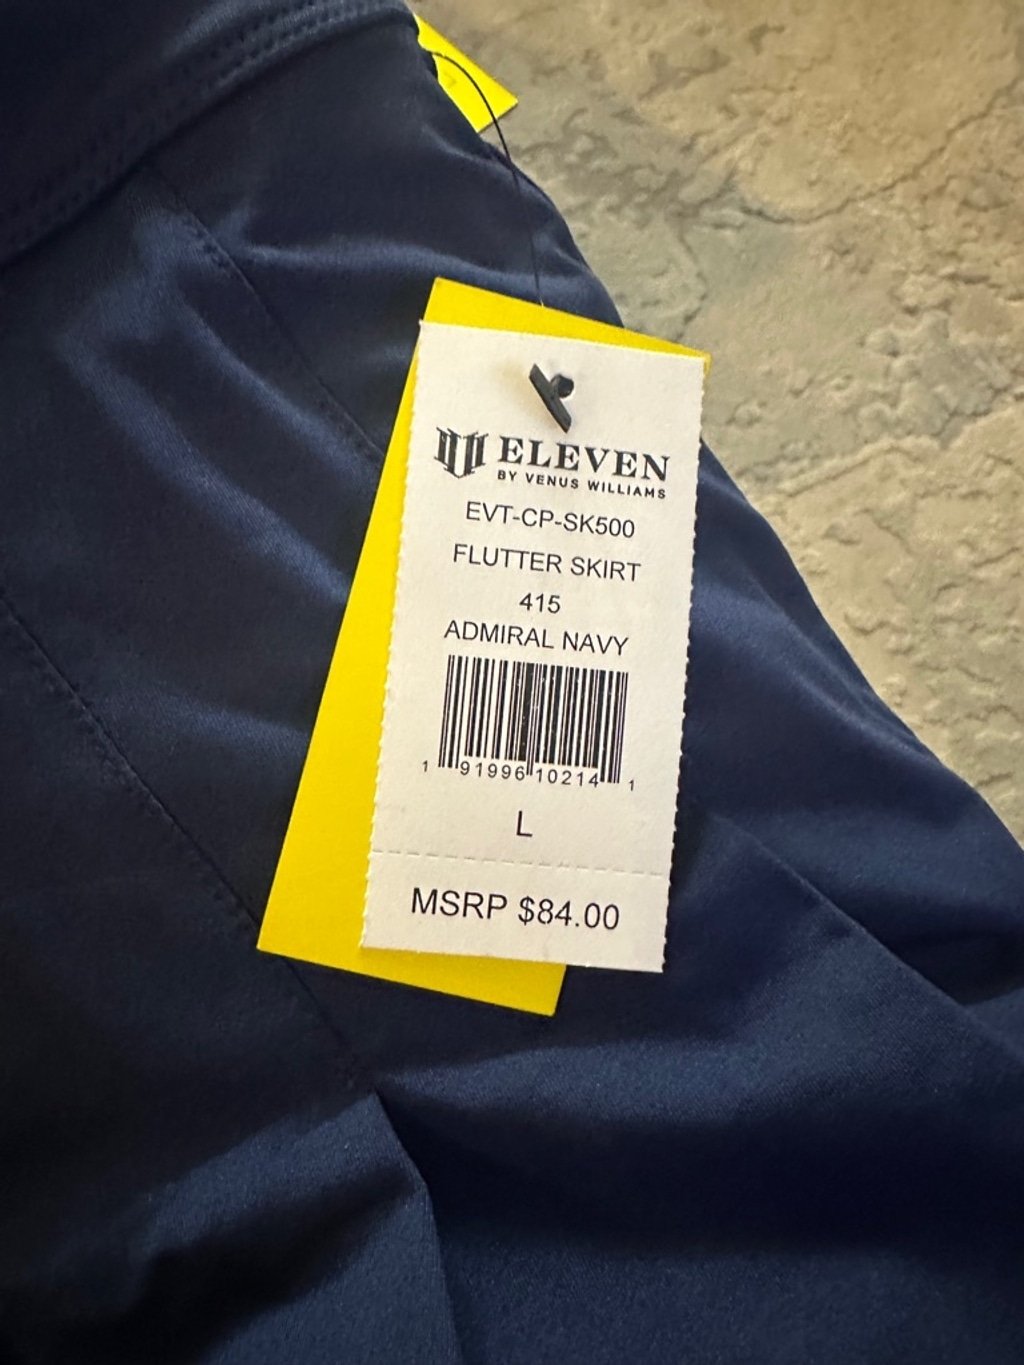 ELEVEN
BY VENUS WILLIAMS
EVT-CP-SK500
FLUTTER SKIRT
415
ADMIRAL NAVY
1 91996 10214 1
L
MSRP $84.00